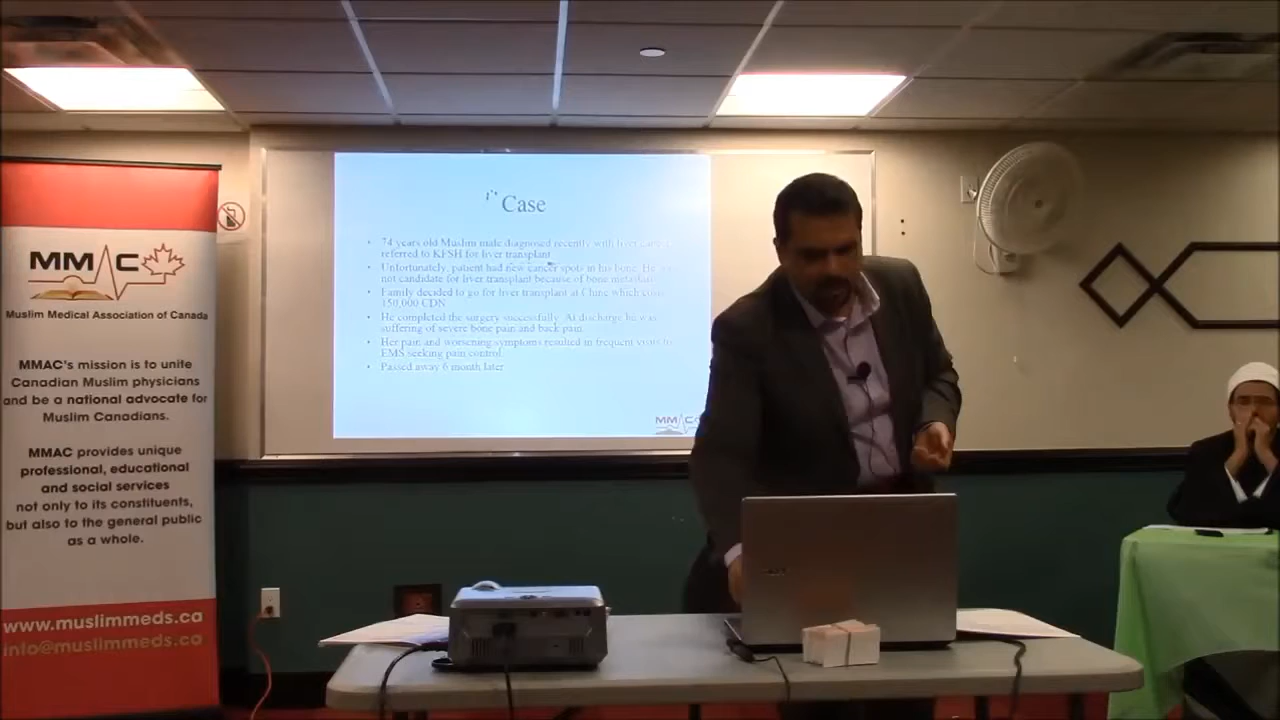 MMAC
Muslim Medical Association of Canada
MMAC's mission is to unite
Canadian Muslim physicians
and be a national advocate for
Muslim Canadians.
MMAC provides unique
professional, educational
and social services
not only to its constituents,
but also to the general public
as a whole.
www.muslimmeds.ca
info@muslimmeds.ca
Case
74 years old Muslim male diagnosed recently with liver
referred to KFSH for liver transplant
Unfortunately, patient had new cancer spots in his bone. He
not candidate for liver transplant because of bone
Family decided to go for liver transplant at which
150,000 CDN
He completed the surgery successfully. At discharge he was
suffering of severe bone pain and back pain.
Her pain and worsening symptoms resulted in frequent visits to
EMS seeking pain control.
Passed away 6 month later
MMAC
acer